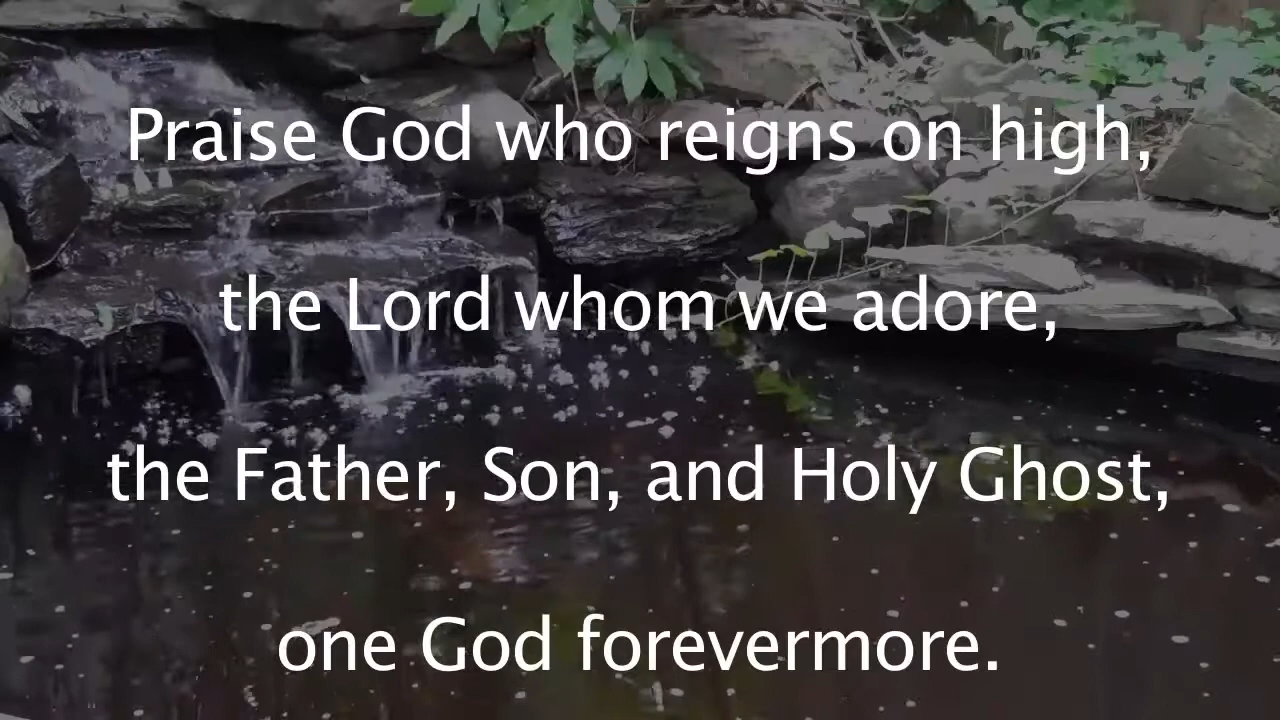 Praise God who reigns on high,
the Lord whom we adore,
the Father, Son, and Holy Ghost,
one God forevermore.